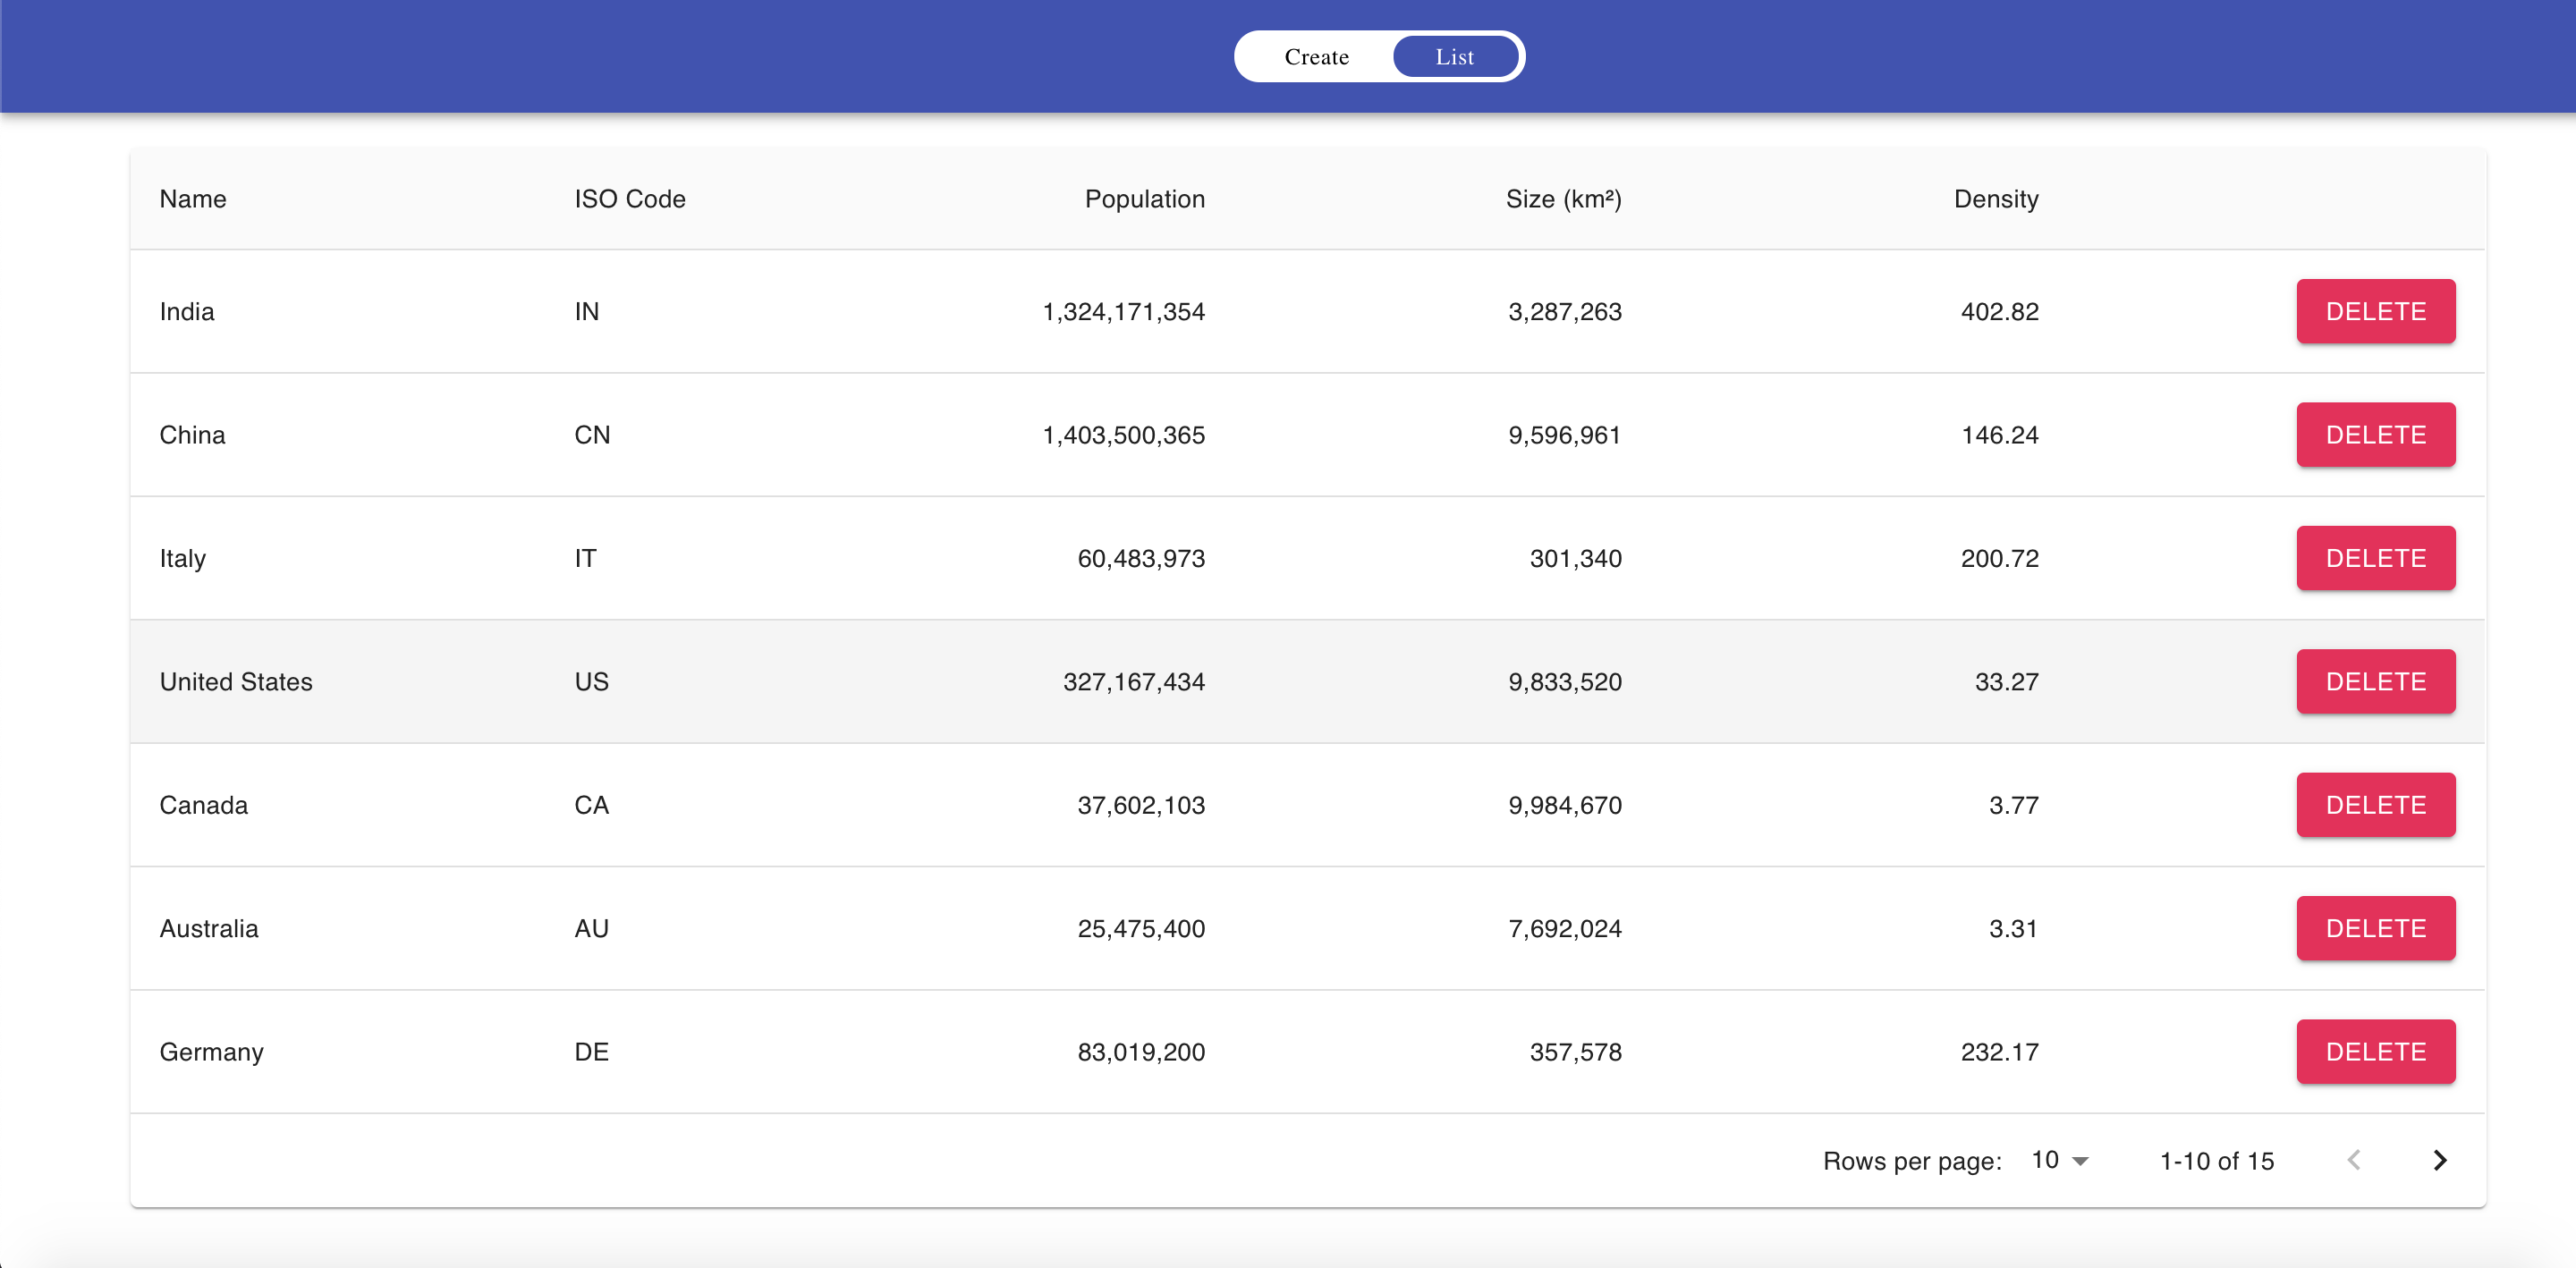 Create List
Name ISO Code Population Size (km²) Density
India IN 1,324,171,354 3,287,263 402.82 DELETE
China CN 1,403,500,365 9,596,961 146.24 DELETE
Italy IT 60,483,973 301,340 200.72 DELETE
United States US 327,167,434 9,833,520 33.27 DELETE
Canada CA 37,602,103 9,984,670 3.77 DELETE
Australia AU 25,475,400 7,692,024 3.31 DELETE
Germany DE 83,019,200 357,578 232.17 DELETE
Rows per page: 10 1-10 of 15